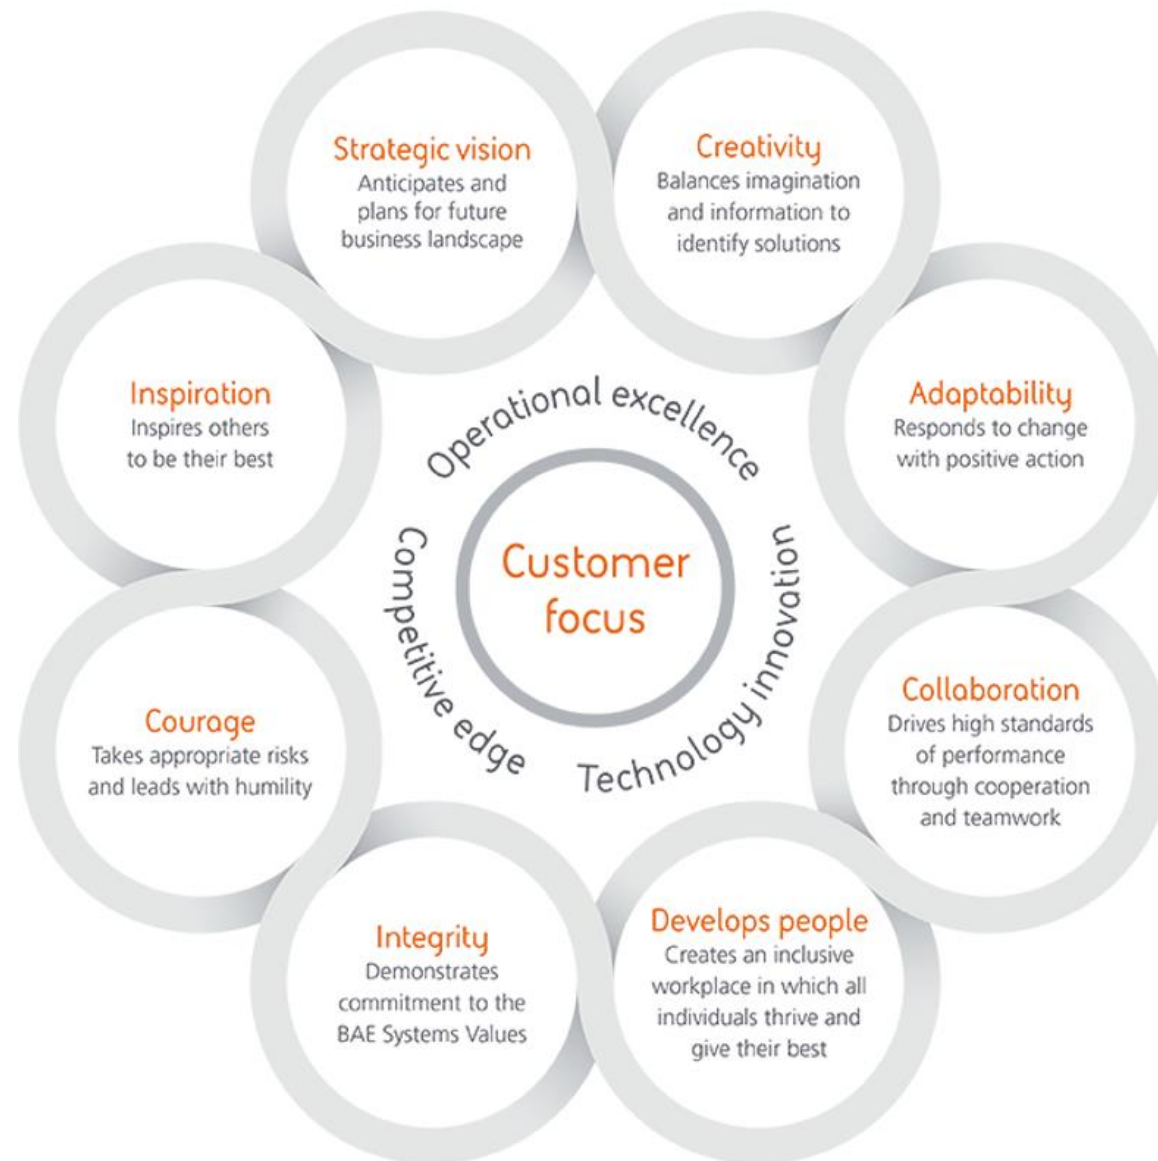 Strategic vision
Anticipates and
plans for future
business landscape
Creativity
Balances imagination
and information to
identify solutions
Inspiration
Inspires others
to be their best
Adaptability
Responds to change
with positive action
Operational excellence
Competitive edge
Technology innovation
Customer
focus
Courage
Takes appropriate risks
and leads with humility
Collaboration
Drives high standards
of performance
through cooperation
and teamwork
Integrity
Demonstrates
commitment to the
BAE Systems Values
Develops people
Creates an inclusive
workplace in which all
individuals thrive and
give their best